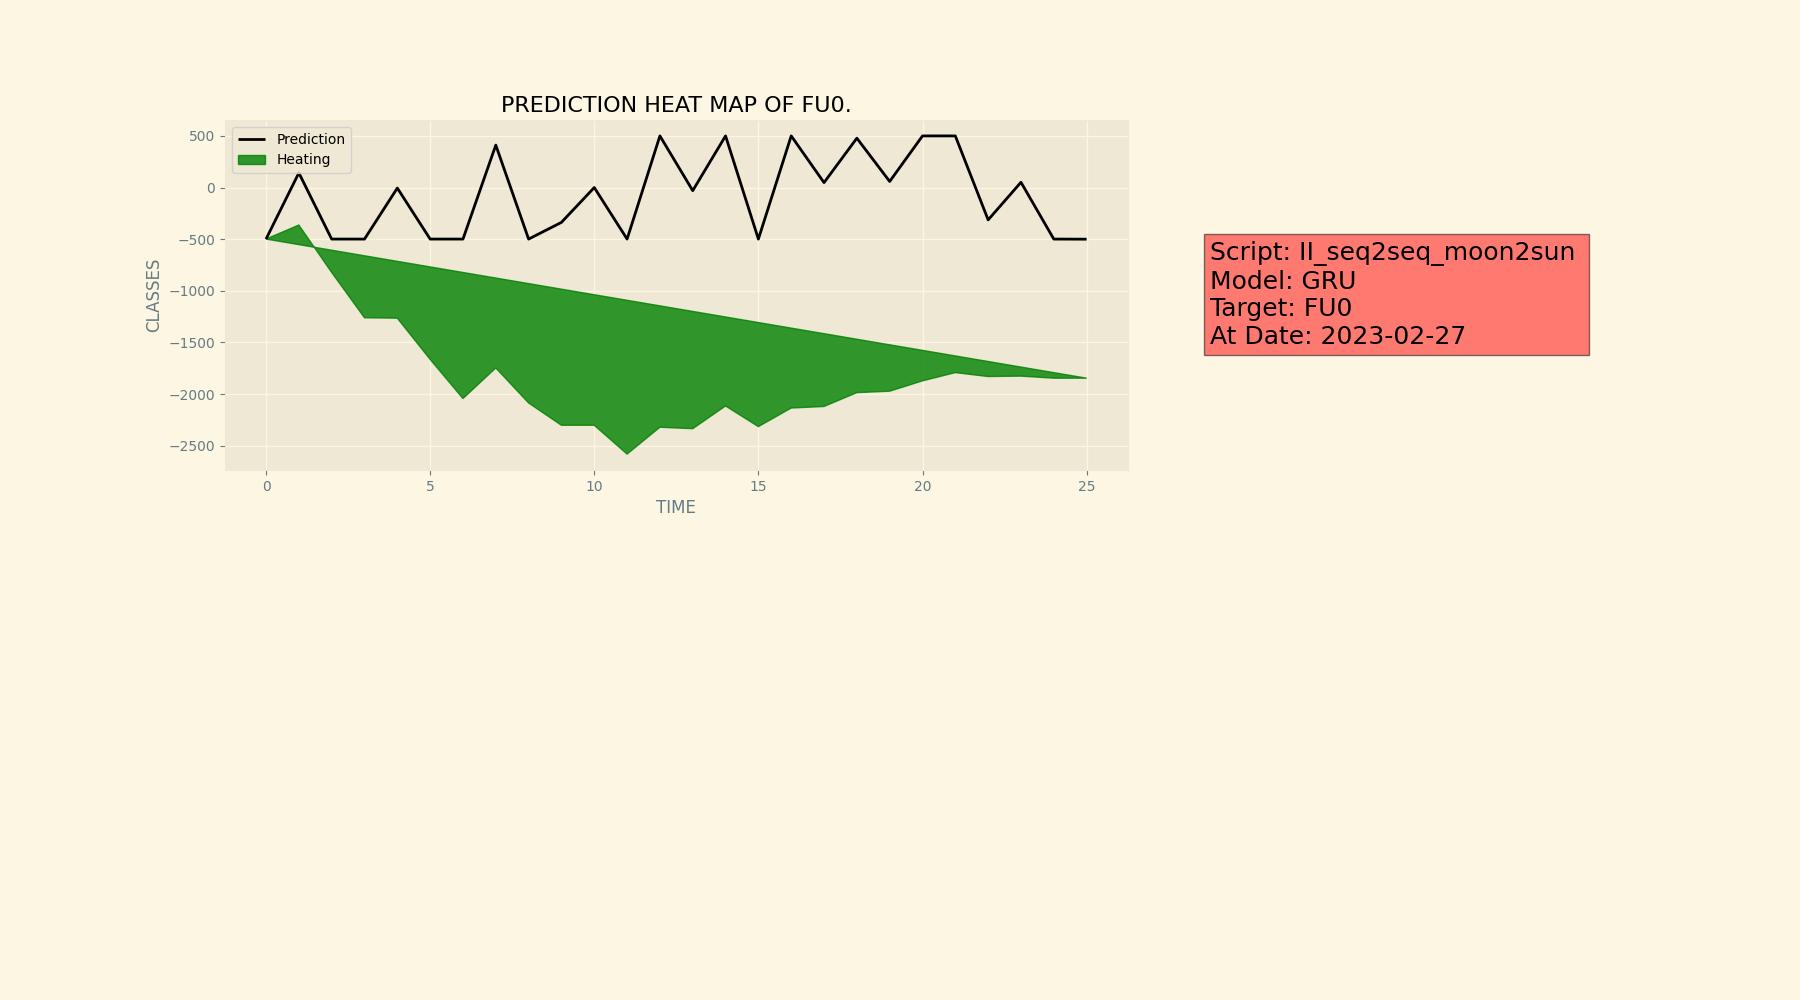 PREDICTION HEAT MAP OF FU0.
Prediction
Heating
500
0
−500
−1000
−1500
−2000
−2500
CLASSES
0 5 10 15 20 25
TIME
Script: II_seq2seq_moon2sun
Model: GRU
Target: FU0
At Date: 2023-02-27